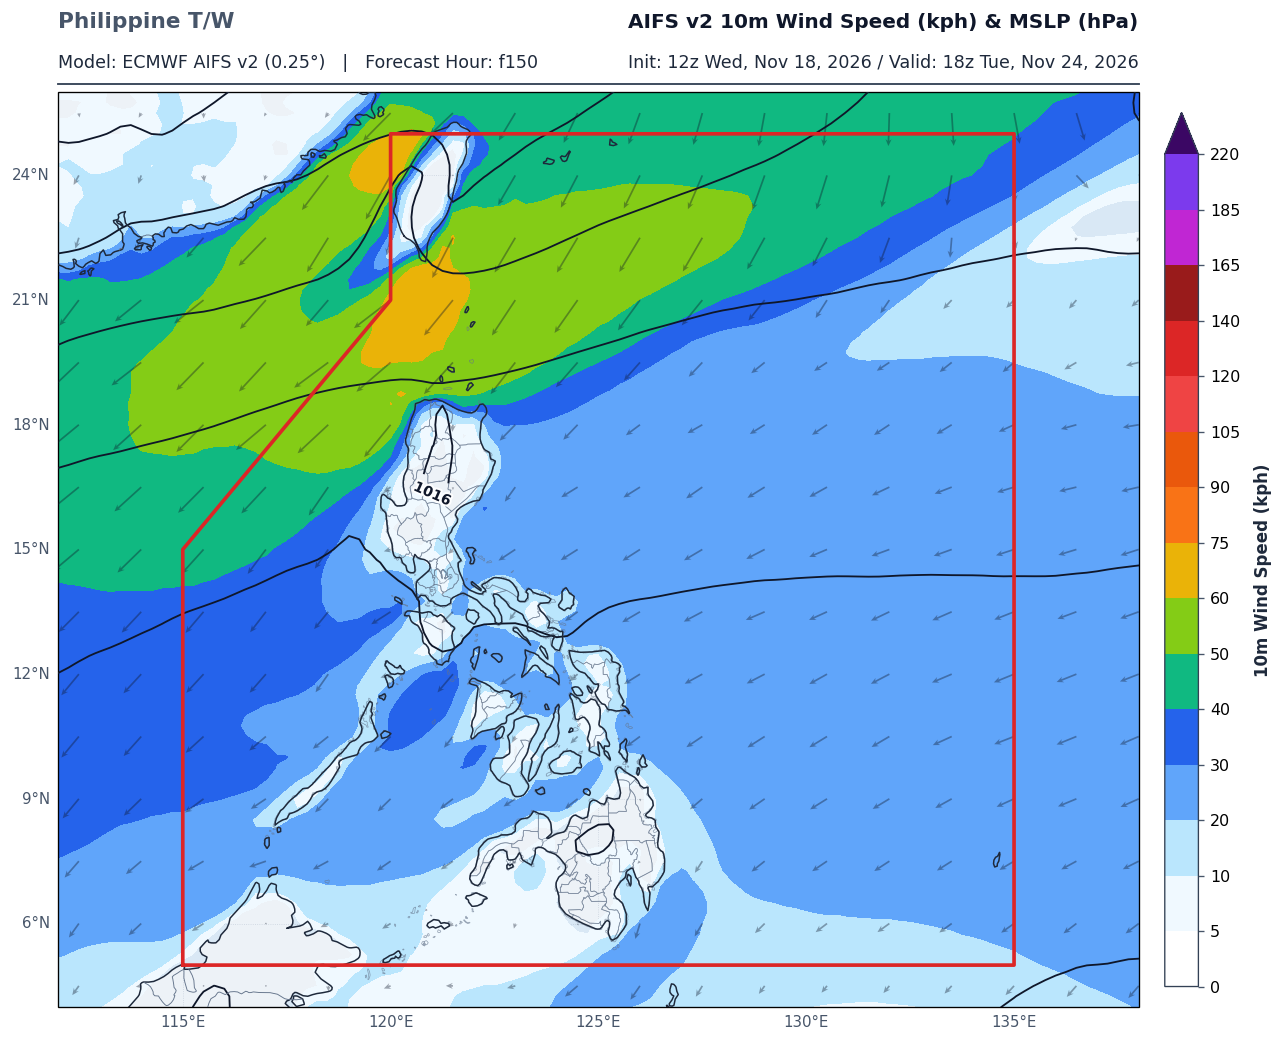 Philippine T/W
AIFS v2 10m Wind Speed (kph) & MSLP (hPa)
Model: ECMWF AIFS v2 (0.25°) | Forecast Hour: f150
Init: 12z Wed, Nov 18, 2026 / Valid: 18z Tue, Nov 24, 2026
24°N
21°N
18°N
15°N
12°N
9°N
6°N
1016
115°E
120°E
125°E
130°E
135°E
220
185
165
140
120
105
90
75
60
50
40
30
20
10
5
0
10m Wind Speed (kph)